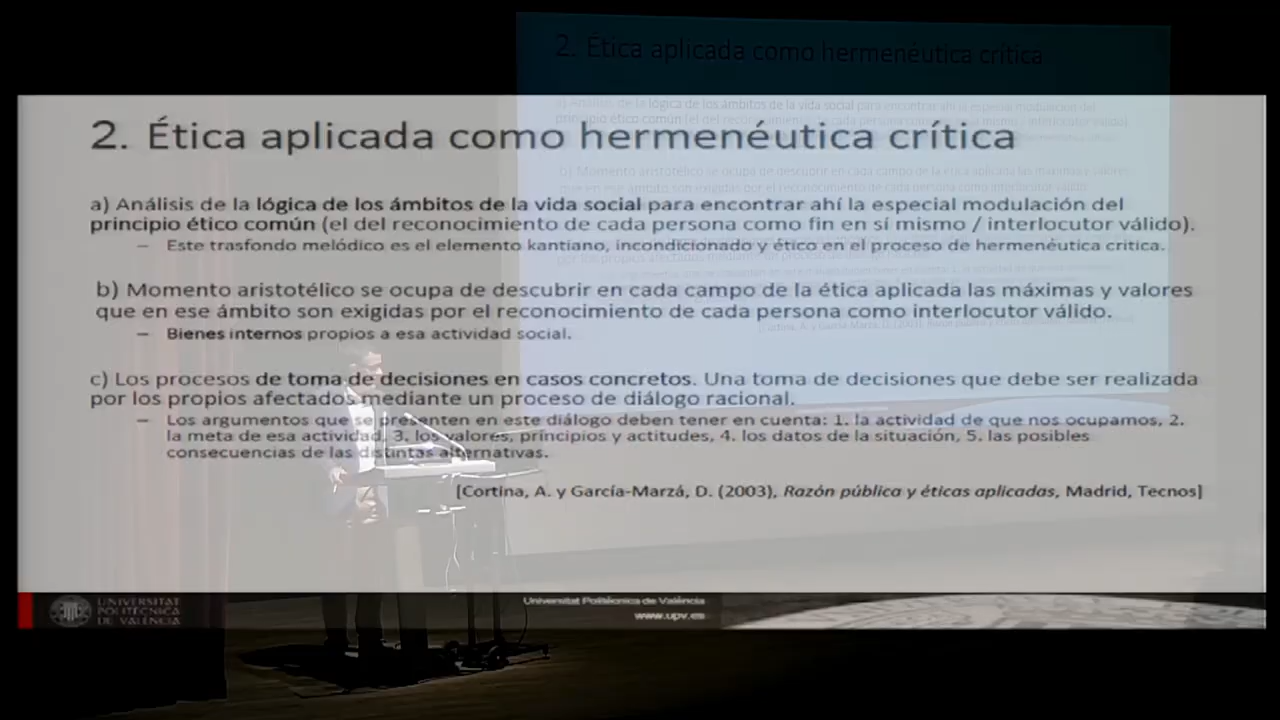 2. Ética aplicada como hermenéutica crítica
2. Ética aplicada como hermenéutica crítica
a) Análisis de la lógica de los ámbitos de la vida social para encontrar ahí la especial modulación del
principio ético común (el del reconocimiento de cada persona como fin en sí mismo / interlocutor válido).
– Este trasfondo melódico es el elemento kantiano, incondicionado y ético en el proceso de hermenéutica critica.
b) Momento aristotélico se ocupa de descubrir en cada campo de la ética aplicada las máximas y valores
que en ese ámbito son exigidas por el reconocimiento de cada persona como interlocutor válido.
– Bienes internos propios a esa actividad social.
c) Los procesos de toma de decisiones en casos concretos. Una toma de decisiones que debe ser realizada
por los propios afectados mediante un proceso de diálogo racional.
– Los argumentos que se presenten en este diálogo deben tener en cuenta: 1. la actividad de que nos ocupamos, 2.
la meta de esa actividad, 3. los valores, principios y actitudes, 4. los datos de la situación, 5. las posibles
consecuencias de las distintas alternativas.
[Cortina, A. y García-Marzá, D. (2003), Razón pública y éticas aplicadas, Madrid, Tecnos]
UNIVERSITAT
POLITÈCNICA
DE VALÈNCIA
Universitat Politècnica de València
www.upv.es